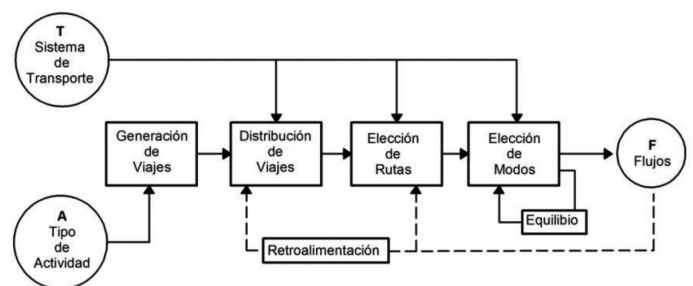 T
Sistema
de
Transporte
Generación
de
Viajes
Distribución
de
Viajes
Elección
de
Rutas
Elección
de
Modos
F
Flujos
Equilibio
A
Tipo
de
Actividad
Retroalimentación